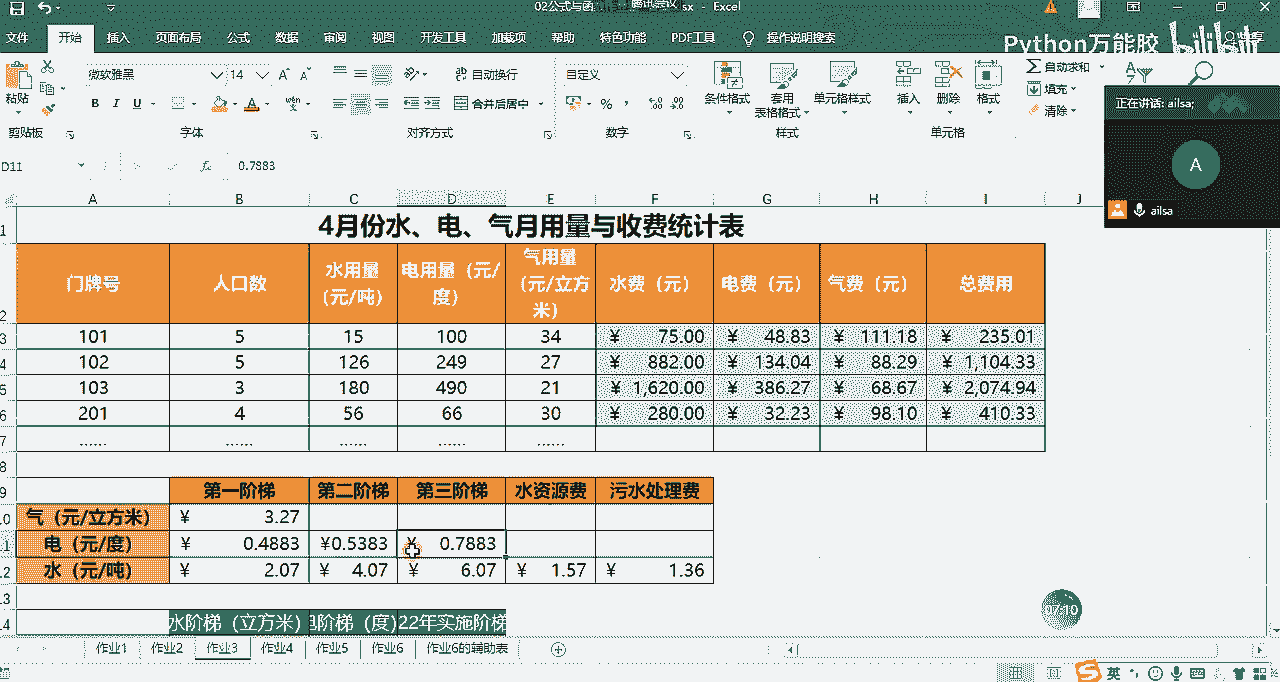 02公式与函 腾讯会议 sx - Excel
文件 开始 插入 页面布局 公式 数据 审阅 视图 开发工具 加载项 帮助 特色功能 PDF工具 操作说明搜索
Python万能胶 bilibili
粘贴 微软雅黑 14 自动换行 自定义 条件格式 套用 单元格样式 插入 删除 格式 自动求和
B I U 合并后居中 % 表格格式 填充
清除
剪贴板 字体 对齐方式 数字 样式 单元格
正在讲话: ailsa;
A
ailsa
D11 fx 0.7883
A B C D E F G H I J
1 4月份水、电、气月用量与收费统计表
2 门牌号 人口数 水用量（元/吨） 电用量（元/度） 气用量（元/立方米） 水费（元） 电费（元） 气费（元） 总费用
3 101 5 15 100 34 ¥ 75.00 ¥ 48.83 ¥ 111.18 ¥ 235.01
4 102 5 126 249 27 ¥ 882.00 ¥ 134.04 ¥ 88.29 ¥ 1,104.33
5 103 3 180 490 21 ¥ 1,620.00 ¥ 386.27 ¥ 68.67 ¥ 2,074.94
6 201 4 56 66 30 ¥ 280.00 ¥ 32.23 ¥ 98.10 ¥ 410.33
7 ...... ...... ...... ...... ......
8
9 第一阶梯 第二阶梯 第三阶梯 水资源费 污水处理费
0 气（元/立方米） ¥ 3.27
1 电（元/度） ¥ 0.4883 ¥0.5383 ¥ 0.7883
2 水（元/吨） ¥ 2.07 ¥ 4.07 ¥ 6.07 ¥ 1.57 ¥ 1.36
3
4 水阶梯（立方米） 阶梯（度） 22年实施阶梯
07:10
作业1 作业2 作业3 作业4 作业5 作业6 作业6的辅助表
英